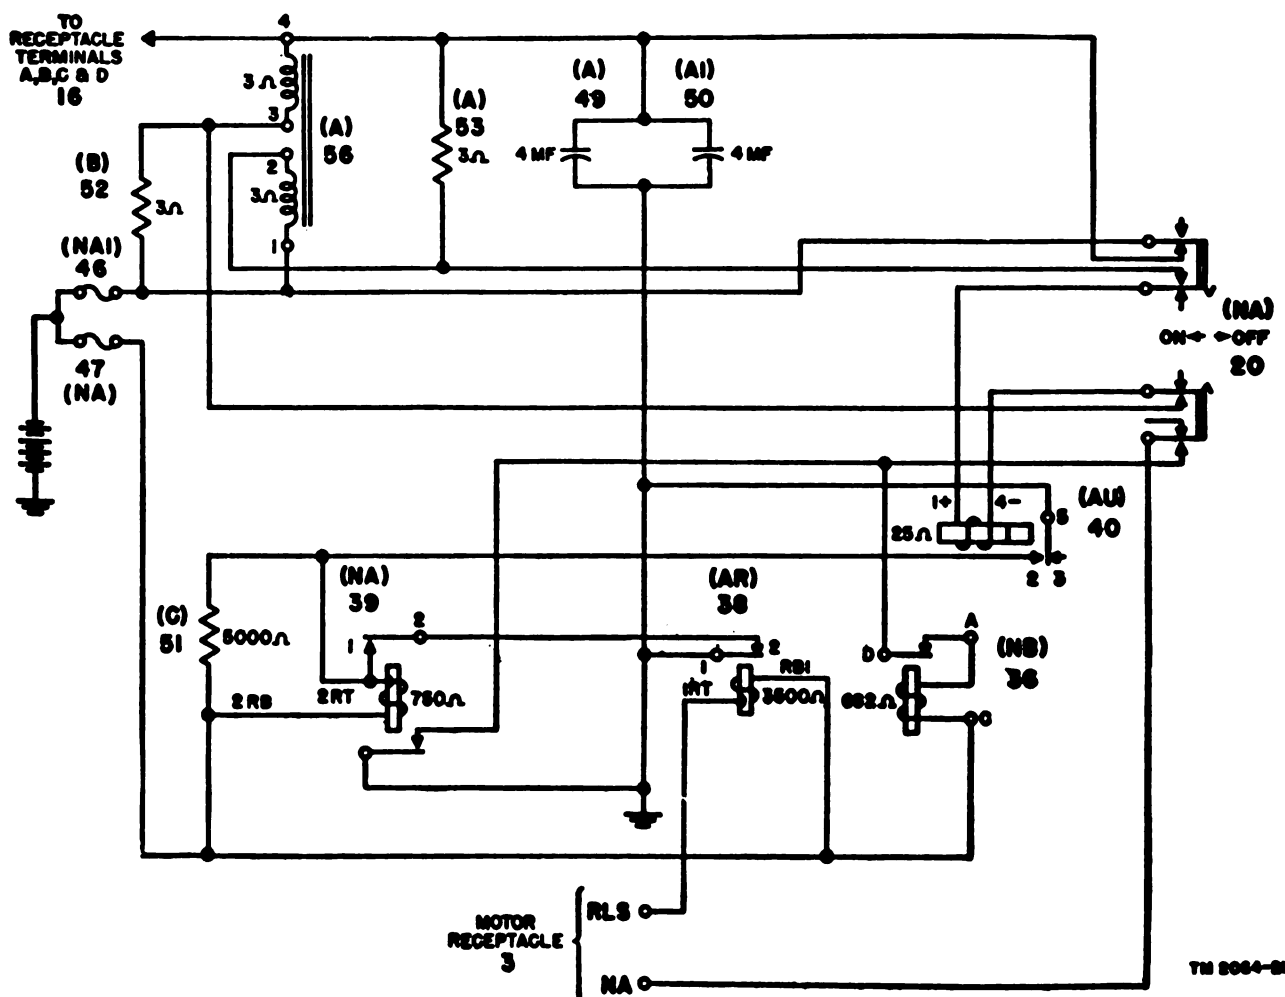 TO
RECEPTACLE
TERMINALS
A,B,C & D
16
4
3Ω
3
(A)
56
2
3Ω
1
(A)
53
3Ω
(A)
49
4 MF
(A1)
50
4 MF
(B)
52
3Ω
(NA1)
46
47
(NA)
(NA)
ON OFF
20
1+
4-
25Ω
5
(AU)
40
2 3
(C)
51
5000Ω
(NA)
39
1
2
2 RB
2RT
750Ω
(AR)
38
1
2
RB1
1RT
3500Ω
D
A
(NB)
36
C
MOTOR
RECEPTACLE
3
RLS
NA